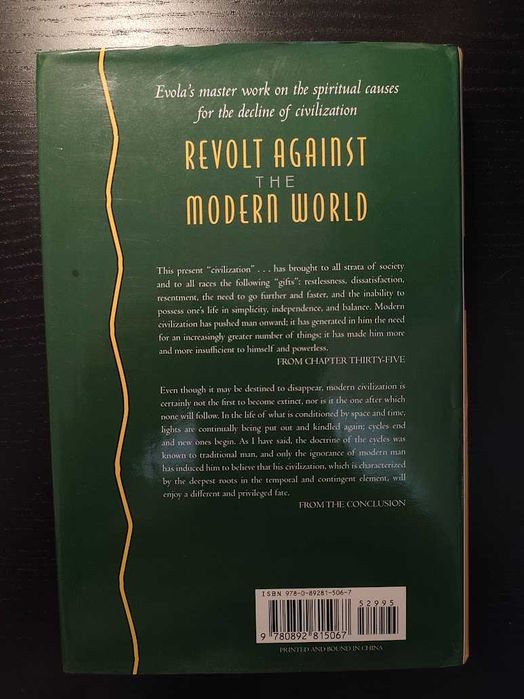 Evola's master work on the spiritual causes
for the decline of civilization
REVOLT AGAINST
THE
MODERN WORLD
This present "civilization" . . . has brought to all strata of society
and to all races the following "gifts": restlessness, dissatisfaction,
resentment, the need to go further and faster, and the inability to
possess one's life in simplicity, independence, and balance. Modern
civilization has pushed man onward; it has generated in him the need
for an increasingly greater number of things; it has made him more
and more insufficient to himself and powerless.
FROM CHAPTER THIRTY-FIVE
Even though it may be destined to disappear, modern civilization is
certainly not the first to become extinct, nor is it the one after which
none will follow. In the life of what is conditioned by space and time,
lights are continually being put out and kindled again; cycles end
and new ones begin. As I have said, the doctrine of the cycles was
known to traditional man, and only the ignorance of modern man
has induced him to believe that his civilization, which is characterized
by the deepest roots in the temporal and contingent element, will
enjoy a different and privileged fate.
FROM THE CONCLUSION
ISBN 978-0-89281-506-7
52995
9 780892 815067
PRINTED AND BOUND IN CHINA